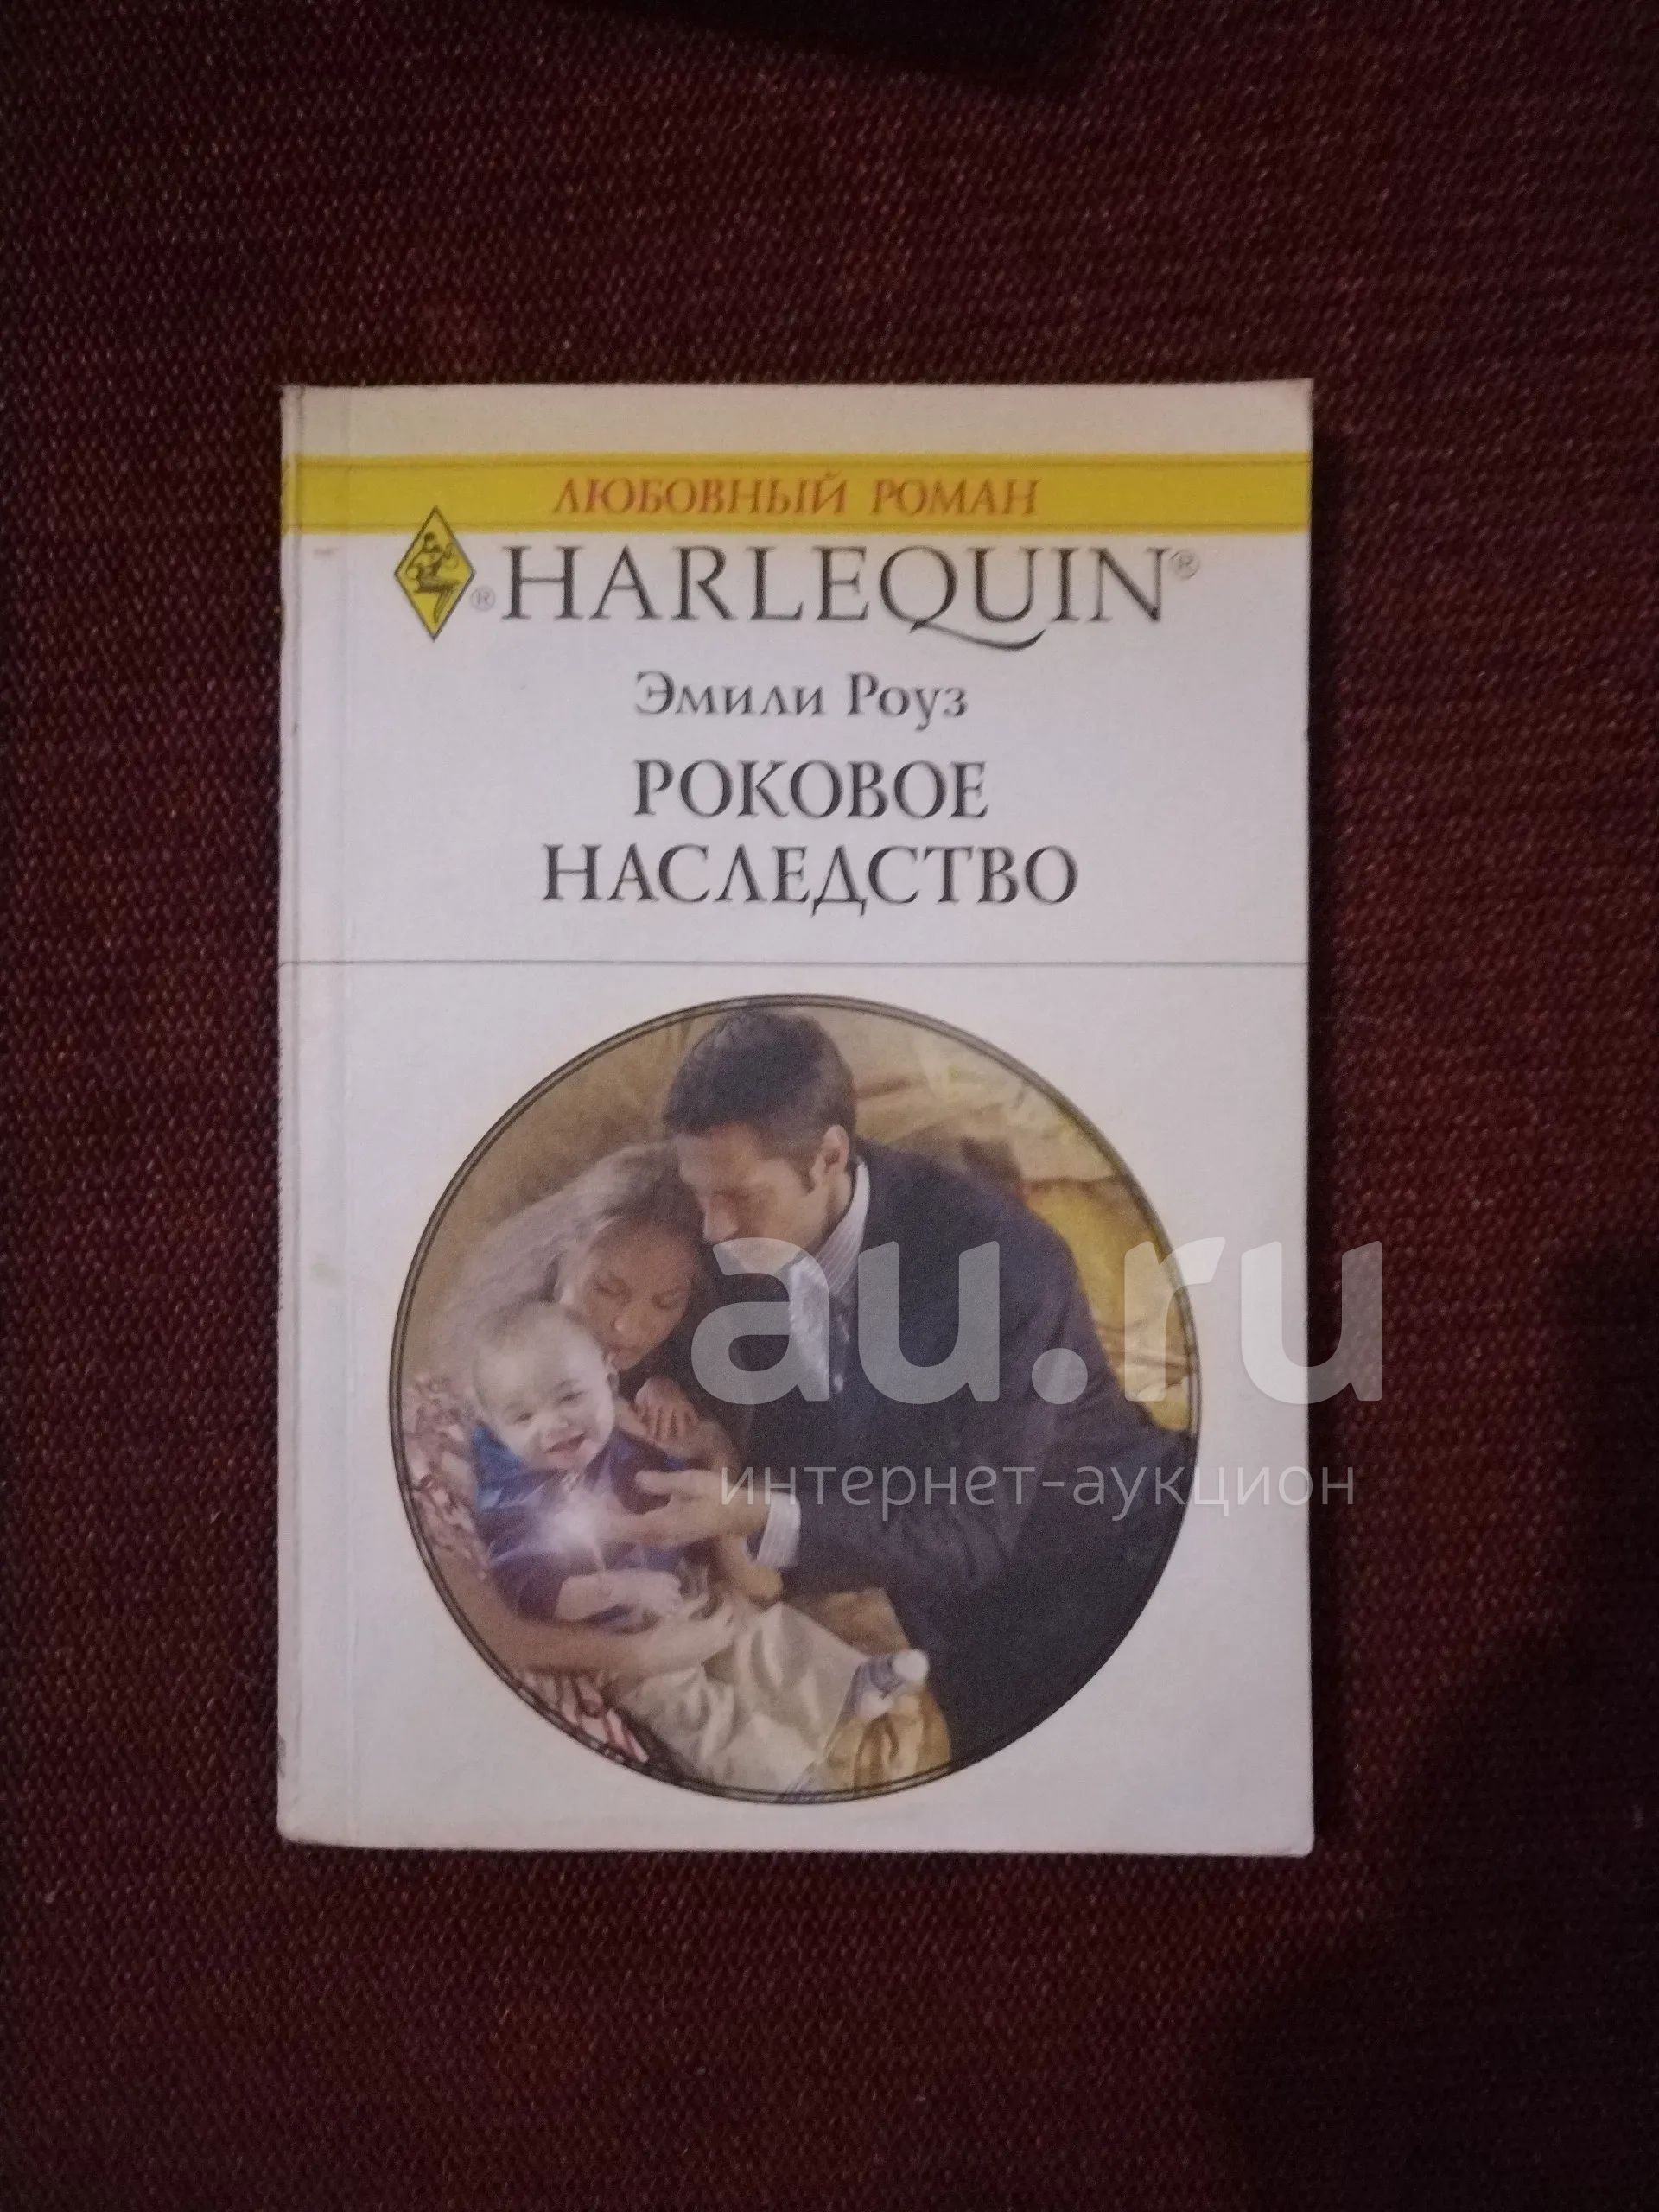 ЛЮБОВНЫЙ РОМАН
® HARLEQUIN®
Эмили Роуз
РОКОВОЕ
НАСЛЕДСТВО
au.ru
интернет-аукцион